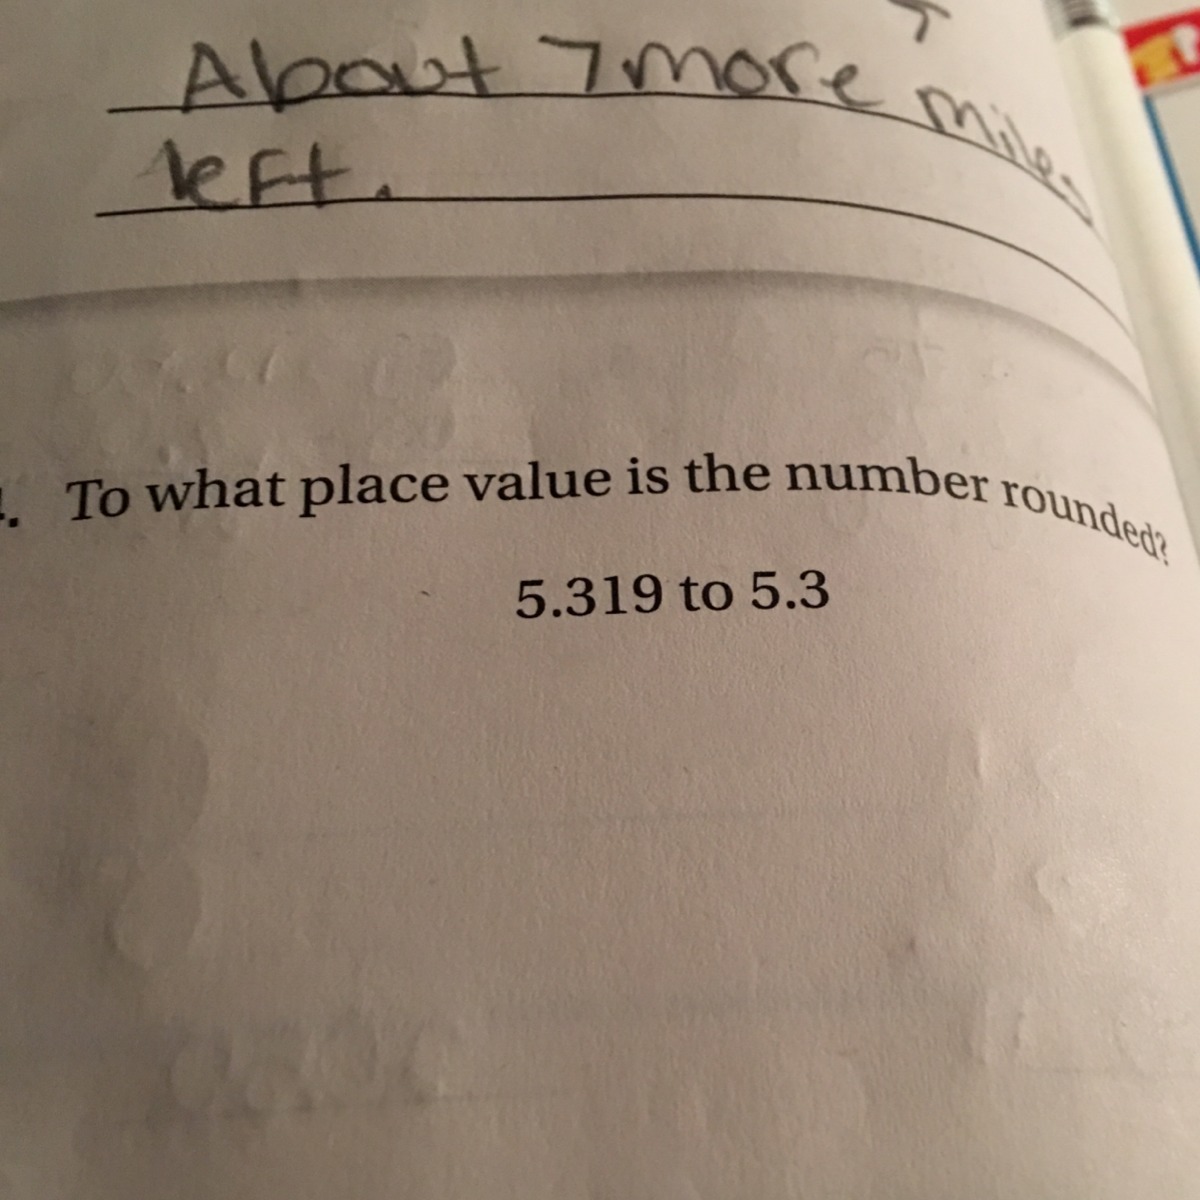 About 7 more miles
left.
. To what place value is the number rounded?
5.319 to 5.3